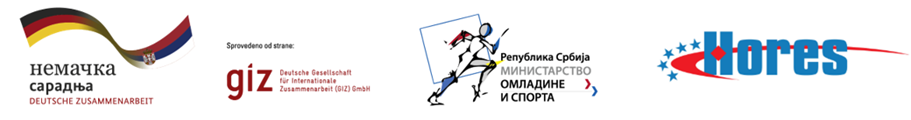 немачка
сарадња
DEUTSCHE ZUSAMMENARBEIT
Sprovedeno od strane:
giz
Deutsche Gesellschaft
für Internationale
Zusammenarbeit (GIZ) GmbH
Република Србија
МИНИСТАРСТВО
ОМЛАДИНЕ
И СПОРТА
Hores